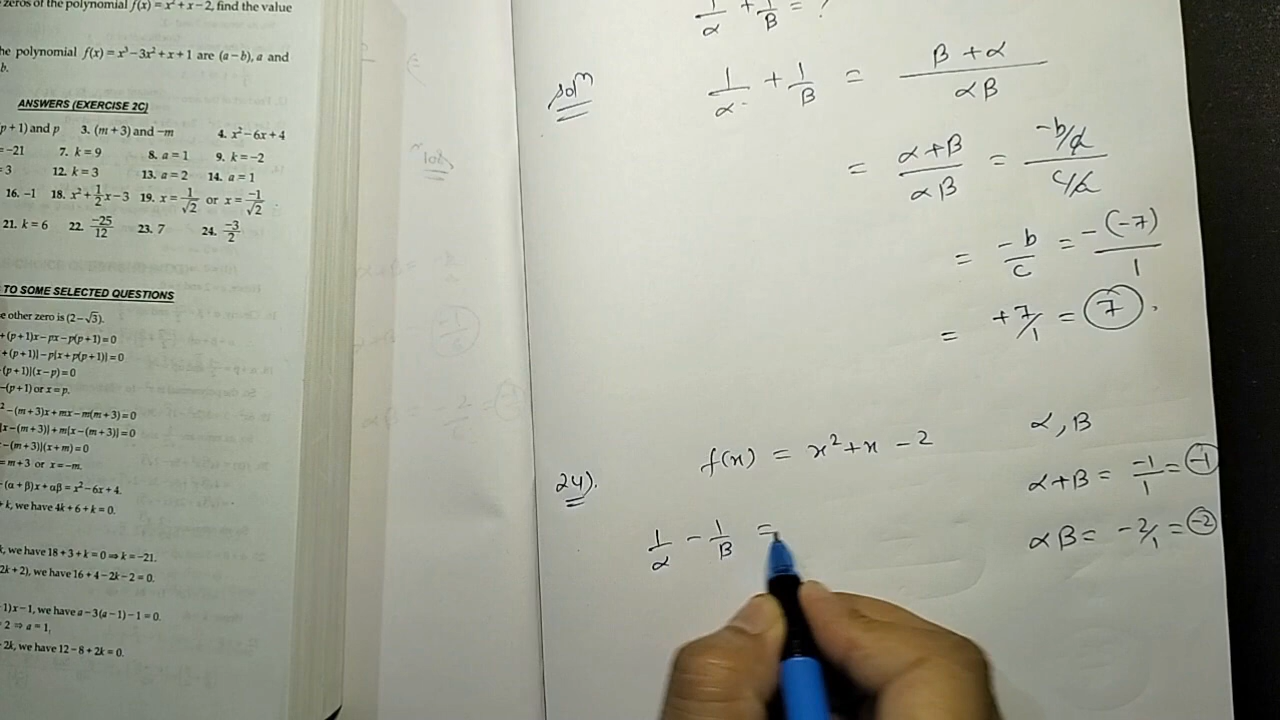 zeros of the polynomial f(x) = x² + x − 2, find the value
he polynomial f(x) = x³ − 3x² + x + 1 are (a − b), a and
b.
ANSWERS (EXERCISE 2C)
p + 1) and p 3. (m + 3) and −m 4. x² − 6x + 4
= −21 7. k = 9 8. a = 1 9. k = −2
= 3 12. k = 3 13. a = 2 14. a = 1
16. −1 18. x² + 1/2 x − 3 19. x = 1/√2 or x = −1/√2
21. k = 6 22. −25/12 23. 7 24. −3/2
TO SOME SELECTED QUESTIONS
e other zero is (2 − √3).
+ (p + 1)x − px − p(p + 1) = 0
+ (p + 1)] − p[x + p(p + 1)] = 0
(p + 1)](x − p) = 0
− (p + 1) or x = p.
² − (m + 3)x + mx − m(m + 3) = 0
[x − (m + 3)] + m[x − (m + 3)] = 0
− (m + 3)](x + m) = 0
= m + 3 or x = −m.
− (α + β)x + αβ = x² − 6x + 4.
k, we have 4k + 6 + k = 0.
k, we have 18 + 3 + k = 0 ⇒ k = −21.
2k + 2), we have 16 + 4 − 2k − 2 = 0.
1)x − 1, we have a − 3(a − 1) − 1 = 0.
2 ⇒ a = 1.
2k, we have 12 − 8 + 2k = 0.
1/α + 1/β = ?
Solⁿ 1/α + 1/β = (β + α)/(αβ)
= (α + β)/(αβ) = (−b/a)/(c/a)
= −b/c = −(−7)/1
= +7/1 = 7.
24). f(x) = x² + x − 2 α, β
α + β = −1/1 = −1
1/α − 1/β = αβ = −2/1 = −2